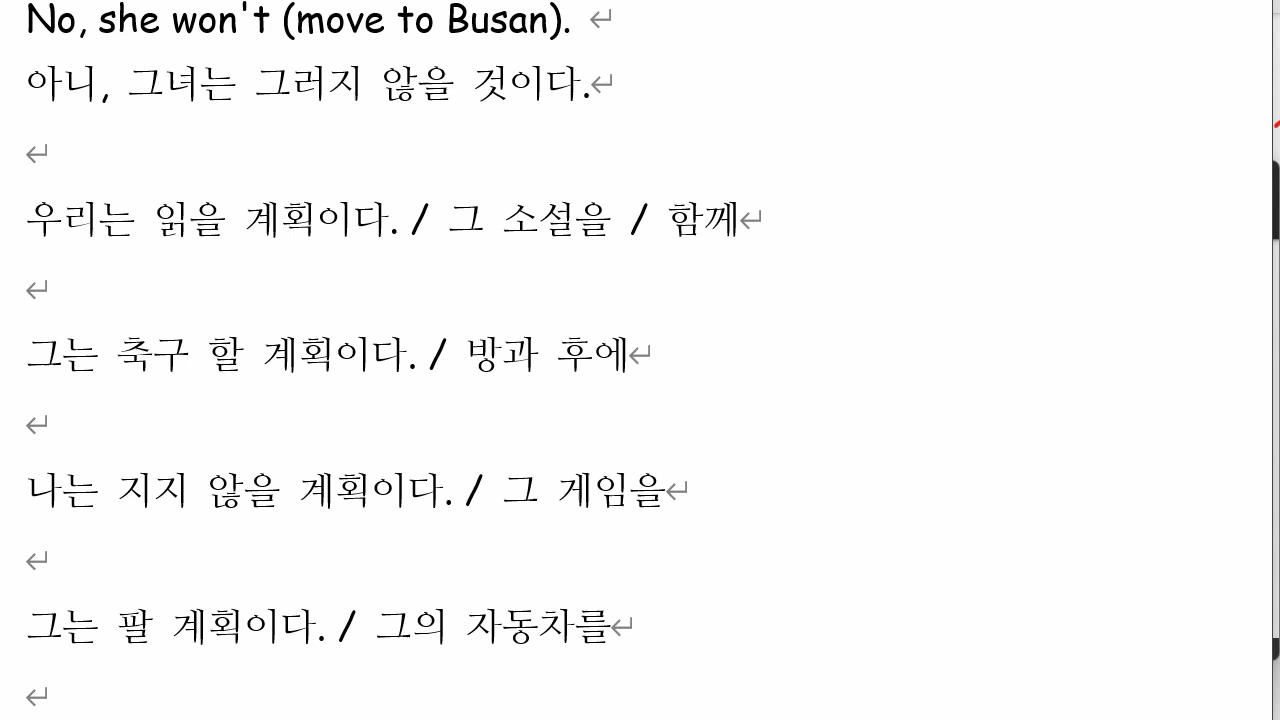 No, she won't (move to Busan).
아니, 그녀는 그러지 않을 것이다.
우리는 읽을 계획이다. / 그 소설을 / 함께
그는 축구 할 계획이다. / 방과 후에
나는 지지 않을 계획이다. / 그 게임을
그는 팔 계획이다. / 그의 자동차를